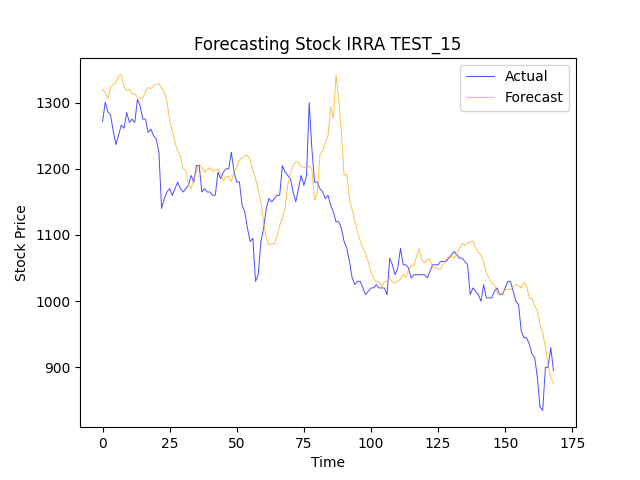 Forecasting Stock IRRA TEST_15
Actual
Forecast
Stock Price
1300
1200
1100
1000
900
0 25 50 75 100 125 150 175
Time